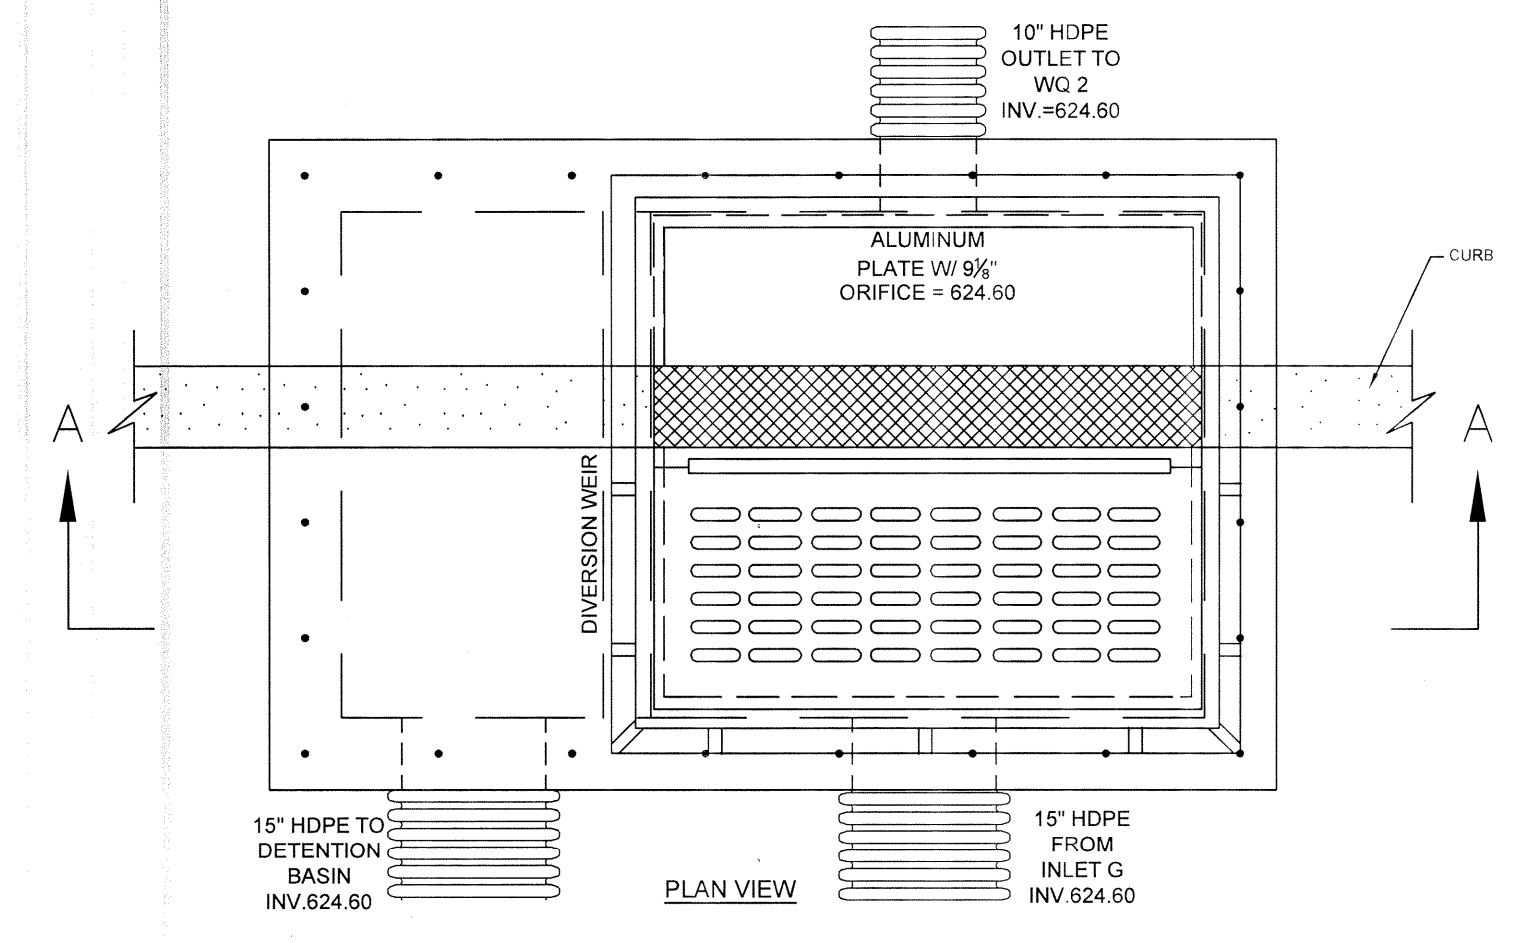 10" HDPE
OUTLET TO
WQ 2
INV.=624.60
ALUMINUM
PLATE W/ 9⅛"
ORIFICE = 624.60
CURB
A
A
DIVERSION WEIR
15" HDPE TO
DETENTION
BASIN
INV.624.60
PLAN VIEW
15" HDPE
FROM
INLET G
INV.624.60